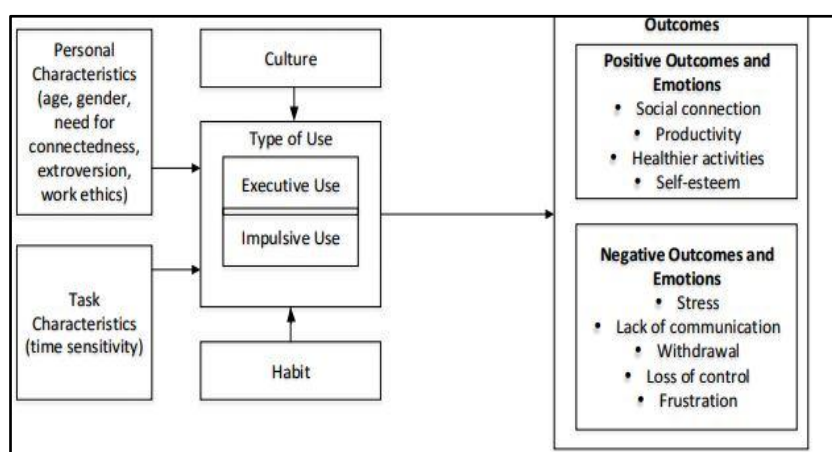 Personal
Characteristics
(age, gender,
need for
connectedness,
extroversion,
work ethics)
Task
Characteristics
(time sensitivity)
Culture
Type of Use
Executive Use
Impulsive Use
Habit
Outcomes
Positive Outcomes and
Emotions
• Social connection
• Productivity
• Healthier activities
• Self-esteem
Negative Outcomes and
Emotions
• Stress
• Lack of communication
• Withdrawal
• Loss of control
• Frustration